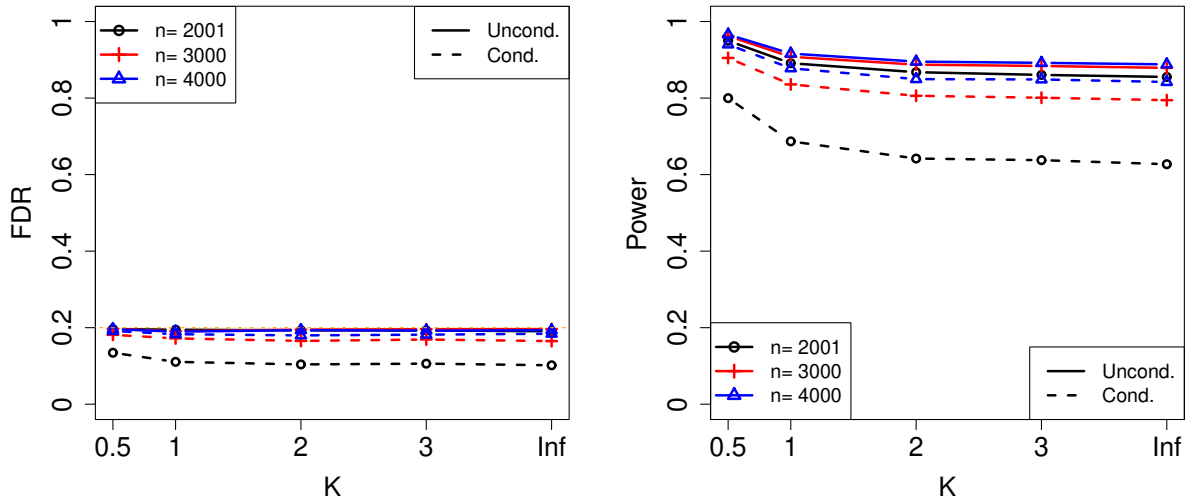 FDR
1
0.8
0.6
0.4
0.2
0
0.5
1
2
3
Inf
K
n= 2001
n= 3000
n= 4000
Uncond.
Cond.
Power
1
0.8
0.6
0.4
0.2
0
0.5
1
2
3
Inf
K
n= 2001
n= 3000
n= 4000
Uncond.
Cond.